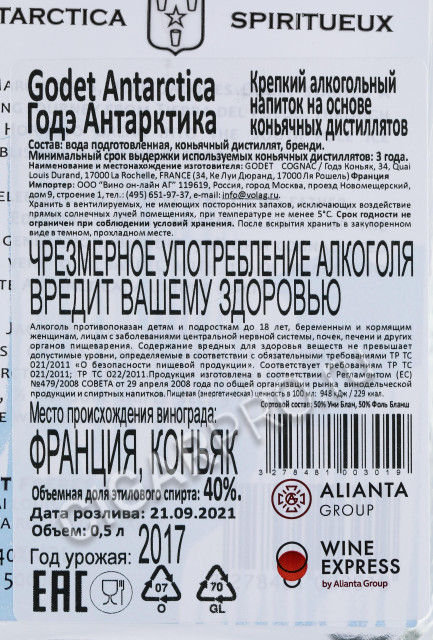 TARCTICA SPIRITUEUX
Godet Antarctica
Годэ Антарктика
Крепкий алкогольный
напиток на основе
коньячных дистиллятов
Состав: вода подготовленная, коньячный дистиллят, бренди.
Минимальный срок выдержки используемых коньячных дистиллятов: 3 года.
Наименование и местонахождение изготовителя: GODET COGNAC / Годэ Коньяк, 34, Quai
Louis Durand, 17000 La Rochelle, FRANCE (34, Ке Луи Дюранд, 17000 Ля Рошель) Франция
Импортер: ООО "Вино он-лайн АГ" 119619, Россия, город Москва, проезд Новомещерский,
дом 9, строение 1, тел.: (495) 651-97-37, e-mail: info@volag.ru.
Хранить в вентилируемых, не имеющих посторонних запахов, исключающих воздействие
прямых солнечных лучей помещениях, при температуре не менее 5°С. Срок годности не
ограничен при соблюдении условий хранения. После вскрытия хранить в закупоренном
виде в темном, прохладном месте.
ЧРЕЗМЕРНОЕ УПОТРЕБЛЕНИЕ АЛКОГОЛЯ
ВРЕДИТ ВАШЕМУ ЗДОРОВЬЮ
Алкоголь противопоказан детям и подросткам до 18 лет, беременным и кормящим
женщинам, лицам с заболеваниями центральной нервной системы, почек, печени и других
органов пищеварения. Содержание вредных для здоровья веществ не превышает
допустимые уровни, определяемые в соответствии с обязательными требованиями ТР ТС
021/2011 «О безопасности пищевой продукции». Соответствует требованиям ТР ТС
021/2011; ТР ТС 022/2011.Продукция изготовлена в соответствии с Регламентом (ЕС)
№479/2008 СОВЕТА от 29 апреля 2008 года по общей организации рынка винодельческой
продукции и спиртных напитков.Пищевая (энергетическая) ценность в 100 мл: 948 кДж / 229 ккал.
Сортовой состав: 50% Уни Блан, 50% Фоль Бланш
Место происхождения винограда:
ФРАНЦИЯ, КОНЬЯК
3 278481 003019
Объемная доля этилового спирта: 40%.
Дата розлива: 21.09.2021
Объем: 0,5 л
Год урожая: 2017
ALIANTA
GROUP
WINE
EXPRESS
by Alianta Group
EAC
07
O
70
GL